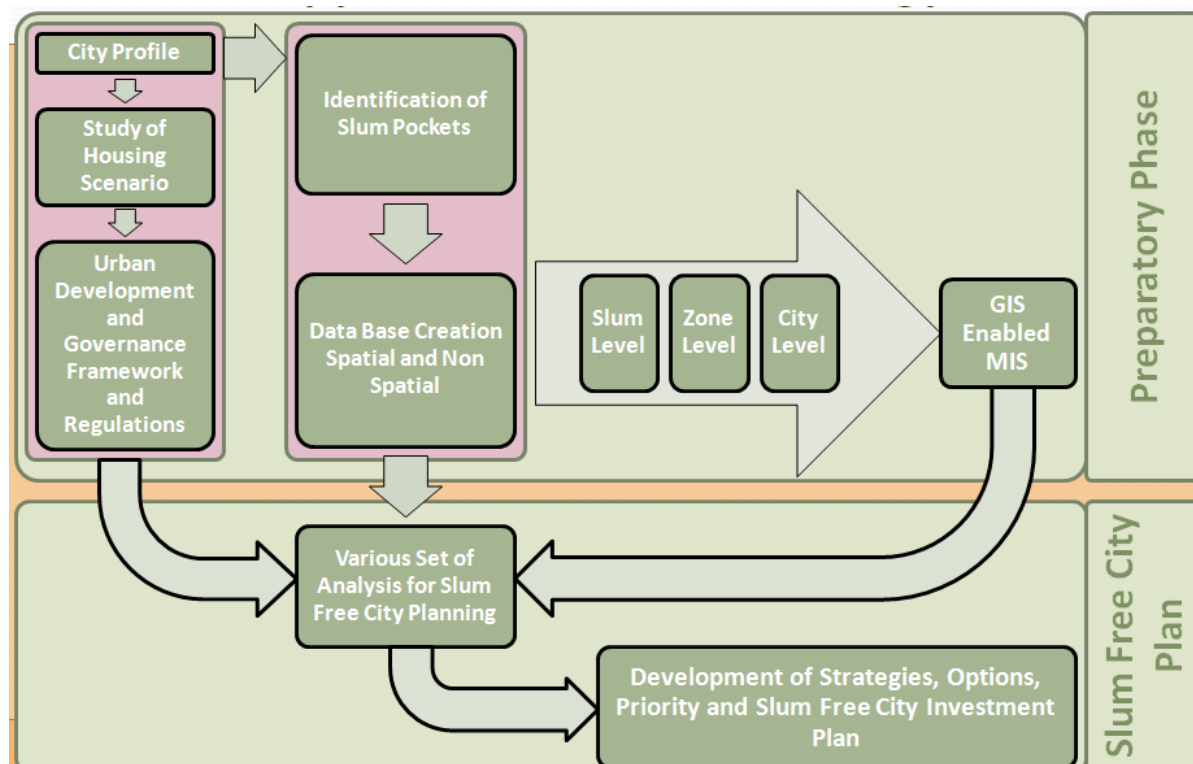 City Profile
Study of
Housing
Scenario
Urban
Development
and
Governance
Framework
and
Regulations
Identification of
Slum Pockets
Data Base Creation
Spatial and Non
Spatial
Slum
Level
Zone
Level
City
Level
GIS
Enabled
MIS
Preparatory Phase
Various Set of
Analysis for Slum
Free City Planning
Development of Strategies, Options,
Priority and Slum Free City Investment
Plan
Slum Free City
Plan